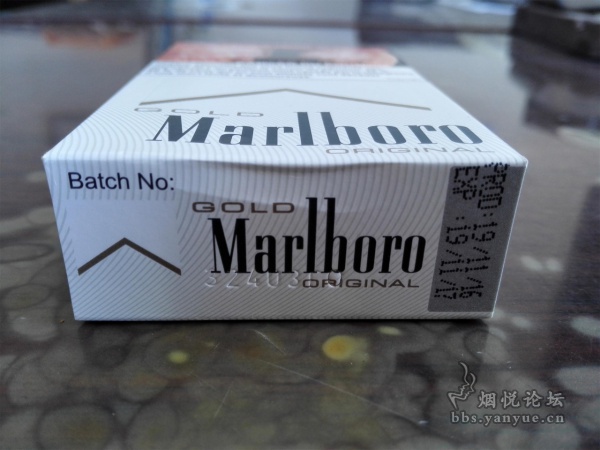 GOLD
Marlboro
ORIGINAL
Batch No:
GOLD
Marlboro
ORIGINAL
PROD:19/11/16
EXP :19/11/17
烟悦论坛
bbs.yanyue.cn